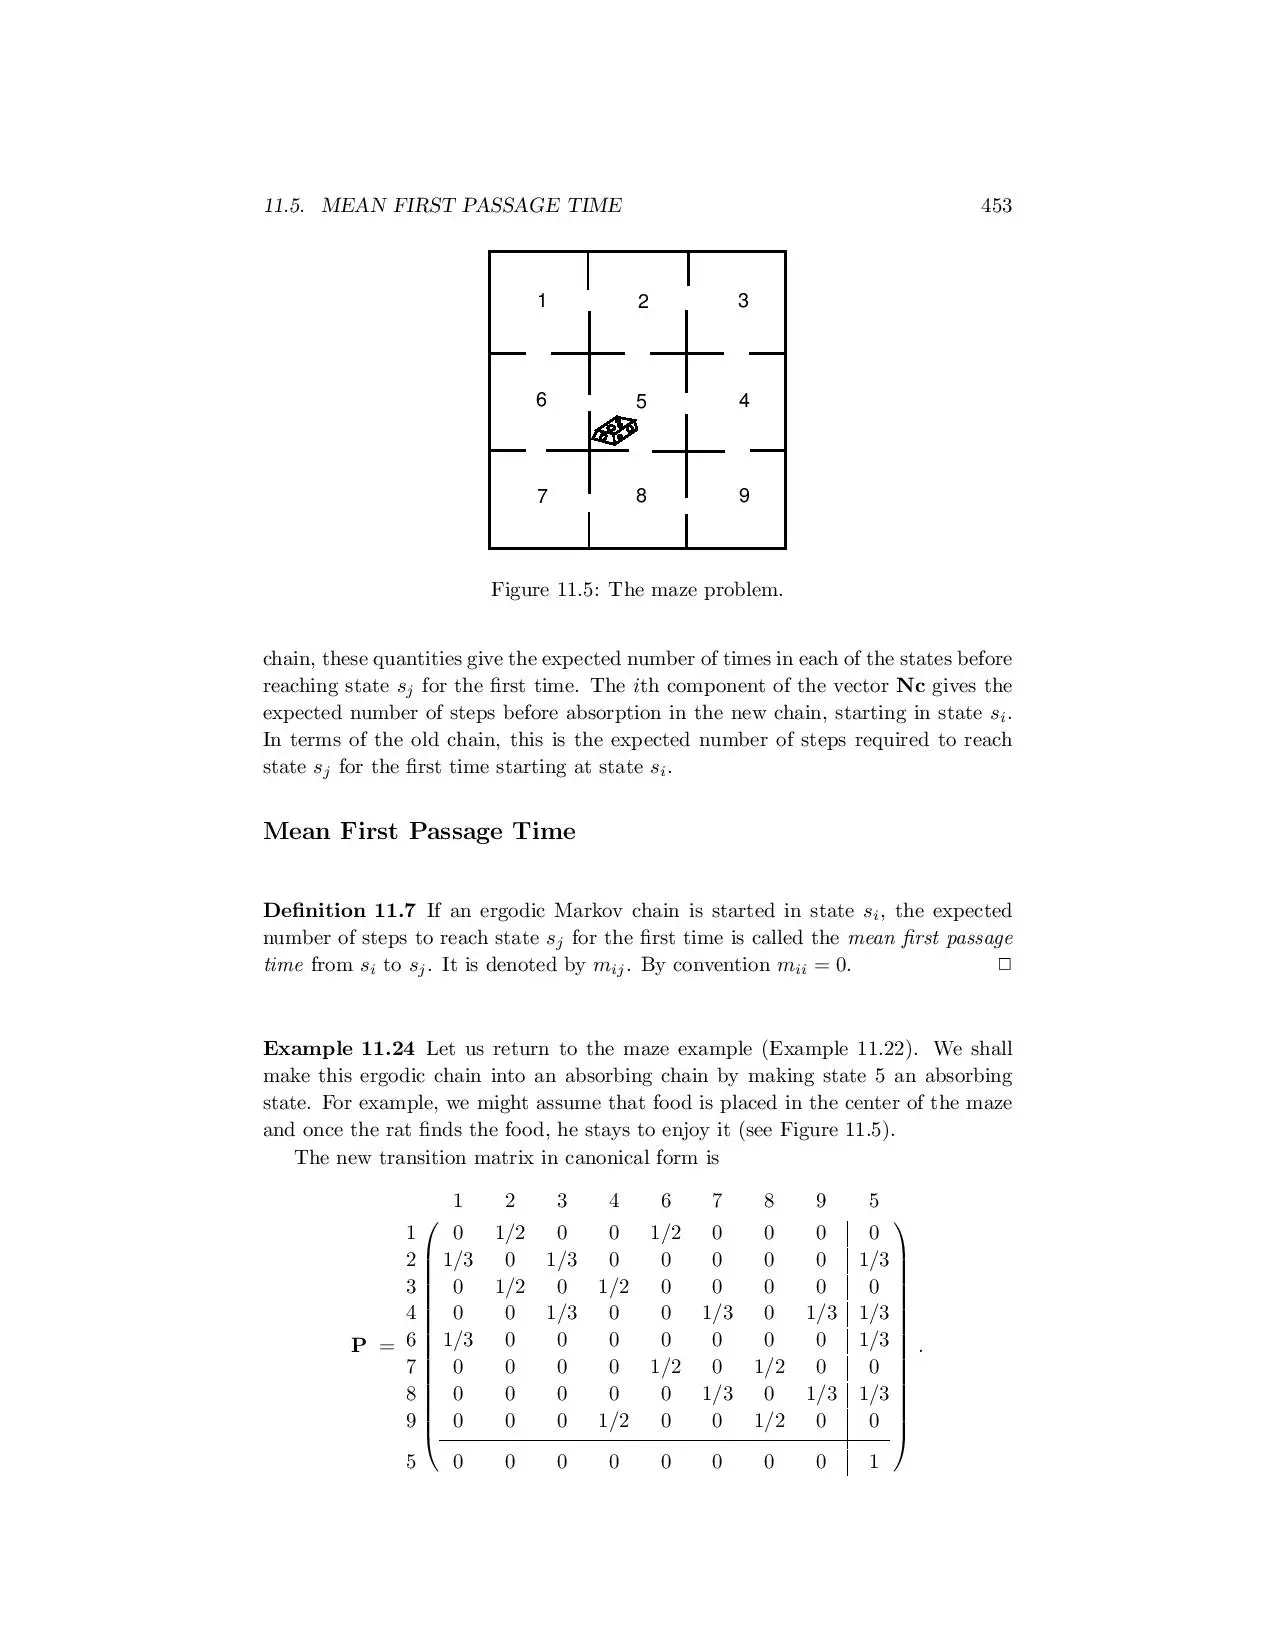 11.5. MEAN FIRST PASSAGE TIME 453
1 2 3
6 5 4
7 8 9
Figure 11.5: The maze problem.
chain, these quantities give the expected number of times in each of the states before
reaching state s_j for the first time. The ith component of the vector Nc gives the
expected number of steps before absorption in the new chain, starting in state s_i.
In terms of the old chain, this is the expected number of steps required to reach
state s_j for the first time starting at state s_i.
Mean First Passage Time
Definition 11.7 If an ergodic Markov chain is started in state s_i, the expected
number of steps to reach state s_j for the first time is called the mean first passage
time from s_i to s_j. It is denoted by m_ij. By convention m_ii = 0. □
Example 11.24 Let us return to the maze example (Example 11.22). We shall
make this ergodic chain into an absorbing chain by making state 5 an absorbing
state. For example, we might assume that food is placed in the center of the maze
and once the rat finds the food, he stays to enjoy it (see Figure 11.5).
The new transition matrix in canonical form is
1 2 3 4 6 7 8 9 5
1 0 1/2 0 0 1/2 0 0 0 0
2 1/3 0 1/3 0 0 0 0 0 1/3
3 0 1/2 0 1/2 0 0 0 0 0
4 0 0 1/3 0 0 1/3 0 1/3 1/3
P = 6 1/3 0 0 0 0 0 0 0 1/3 .
7 0 0 0 0 1/2 0 1/2 0 0
8 0 0 0 0 0 1/3 0 1/3 1/3
9 0 0 0 1/2 0 0 1/2 0 0
5 0 0 0 0 0 0 0 0 1